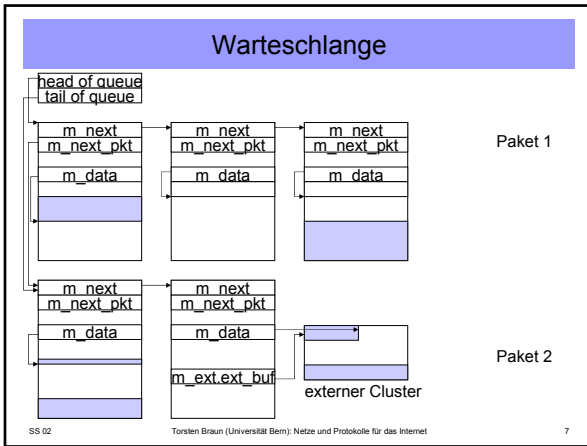 Warteschlange
head of queue
tail of queue
m_next m_next m_next
m_next_pkt m_next_pkt m_next_pkt
Paket 1
m_data m_data m_data
m_next m_next
m_next_pkt m_next_pkt
m_data m_data
Paket 2
m_ext.ext_buf
externer Cluster
SS 02 Torsten Braun (Universität Bern): Netze und Protokolle für das Internet 7